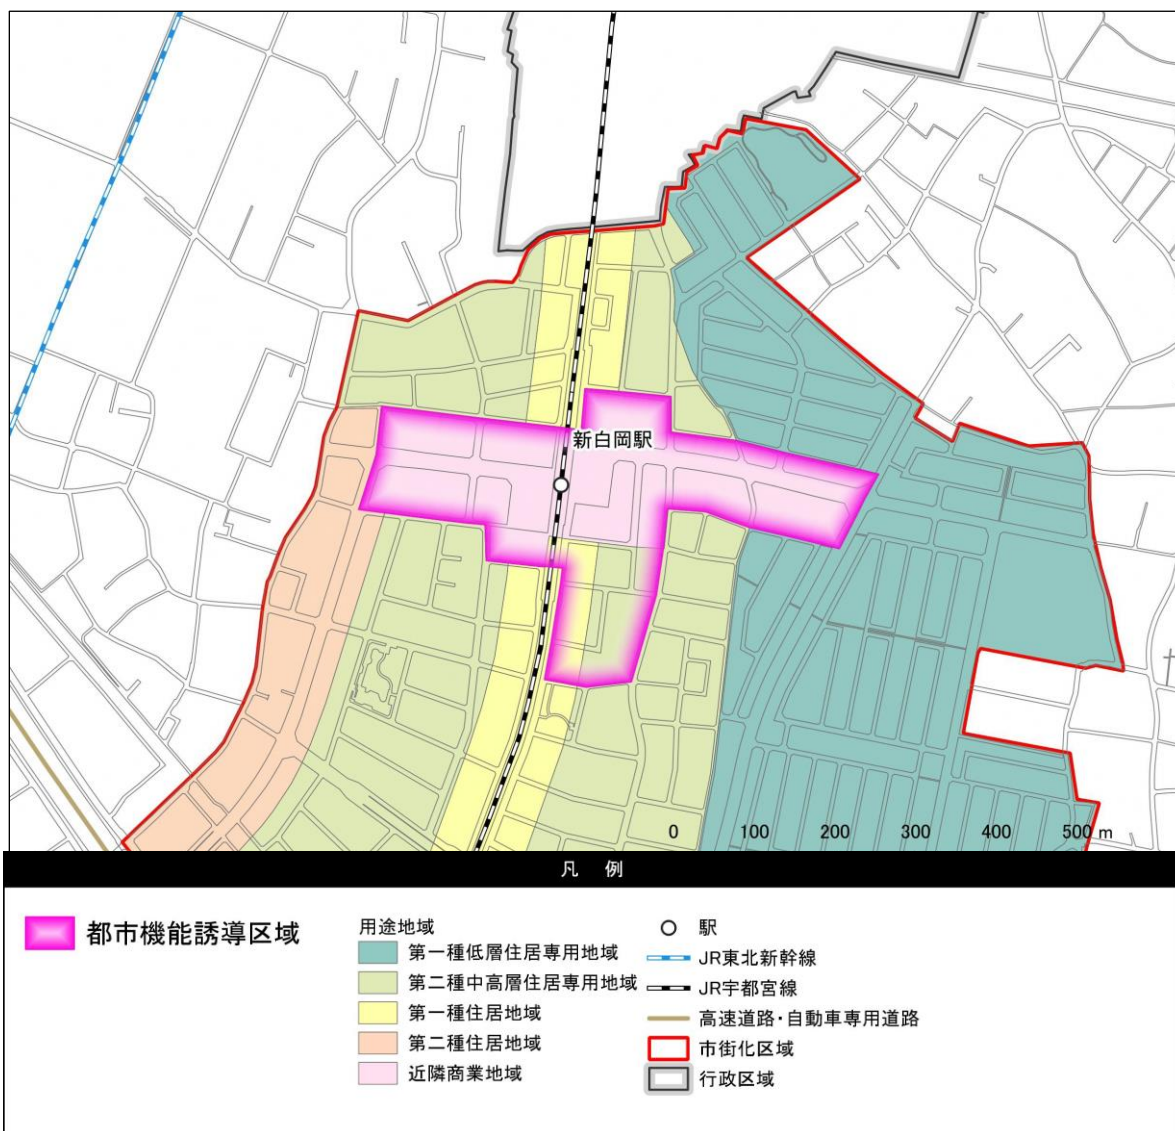 新白岡駅
0 100 200 300 400 500 m
凡 例
都市機能誘導区域
用途地域
第一種低層住居専用地域
第二種中高層住居専用地域
第一種住居地域
第二種住居地域
近隣商業地域
駅
JR東北新幹線
JR宇都宮線
高速道路・自動車専用道路
市街化区域
行政区域